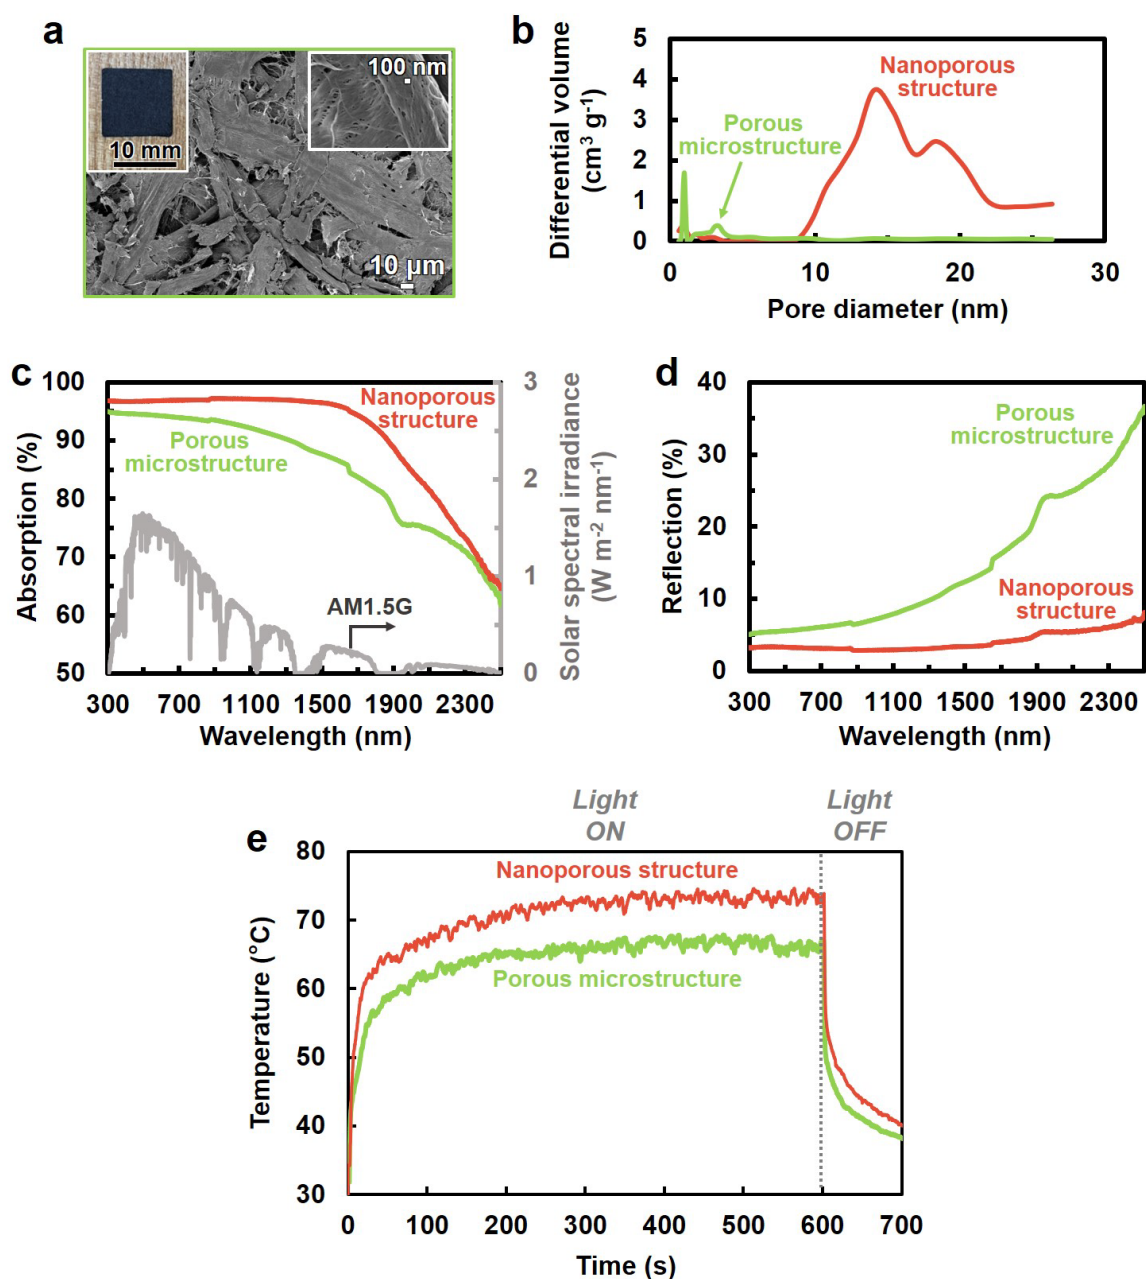 a
10 mm
100 nm
10 µm
b
Differential volume
(cm³ g⁻¹)
5
4
3
2
1
0
Nanoporous
structure
Porous
microstructure
0
10
20
30
Pore diameter (nm)
c
Absorption (%)
100
90
80
70
60
50
Nanoporous
structure
Porous
microstructure
AM1.5G
3
2
1
0
Solar spectral irradiance
(W m⁻² nm⁻¹)
300
700
1100
1500
1900
2300
Wavelength (nm)
d
Reflection (%)
40
30
20
10
0
Porous
microstructure
Nanoporous
structure
300
700
1100
1500
1900
2300
Wavelength (nm)
e
Light
ON
Light
OFF
Temperature (°C)
80
70
60
50
40
30
Nanoporous structure
Porous microstructure
0
100
200
300
400
500
600
700
Time (s)